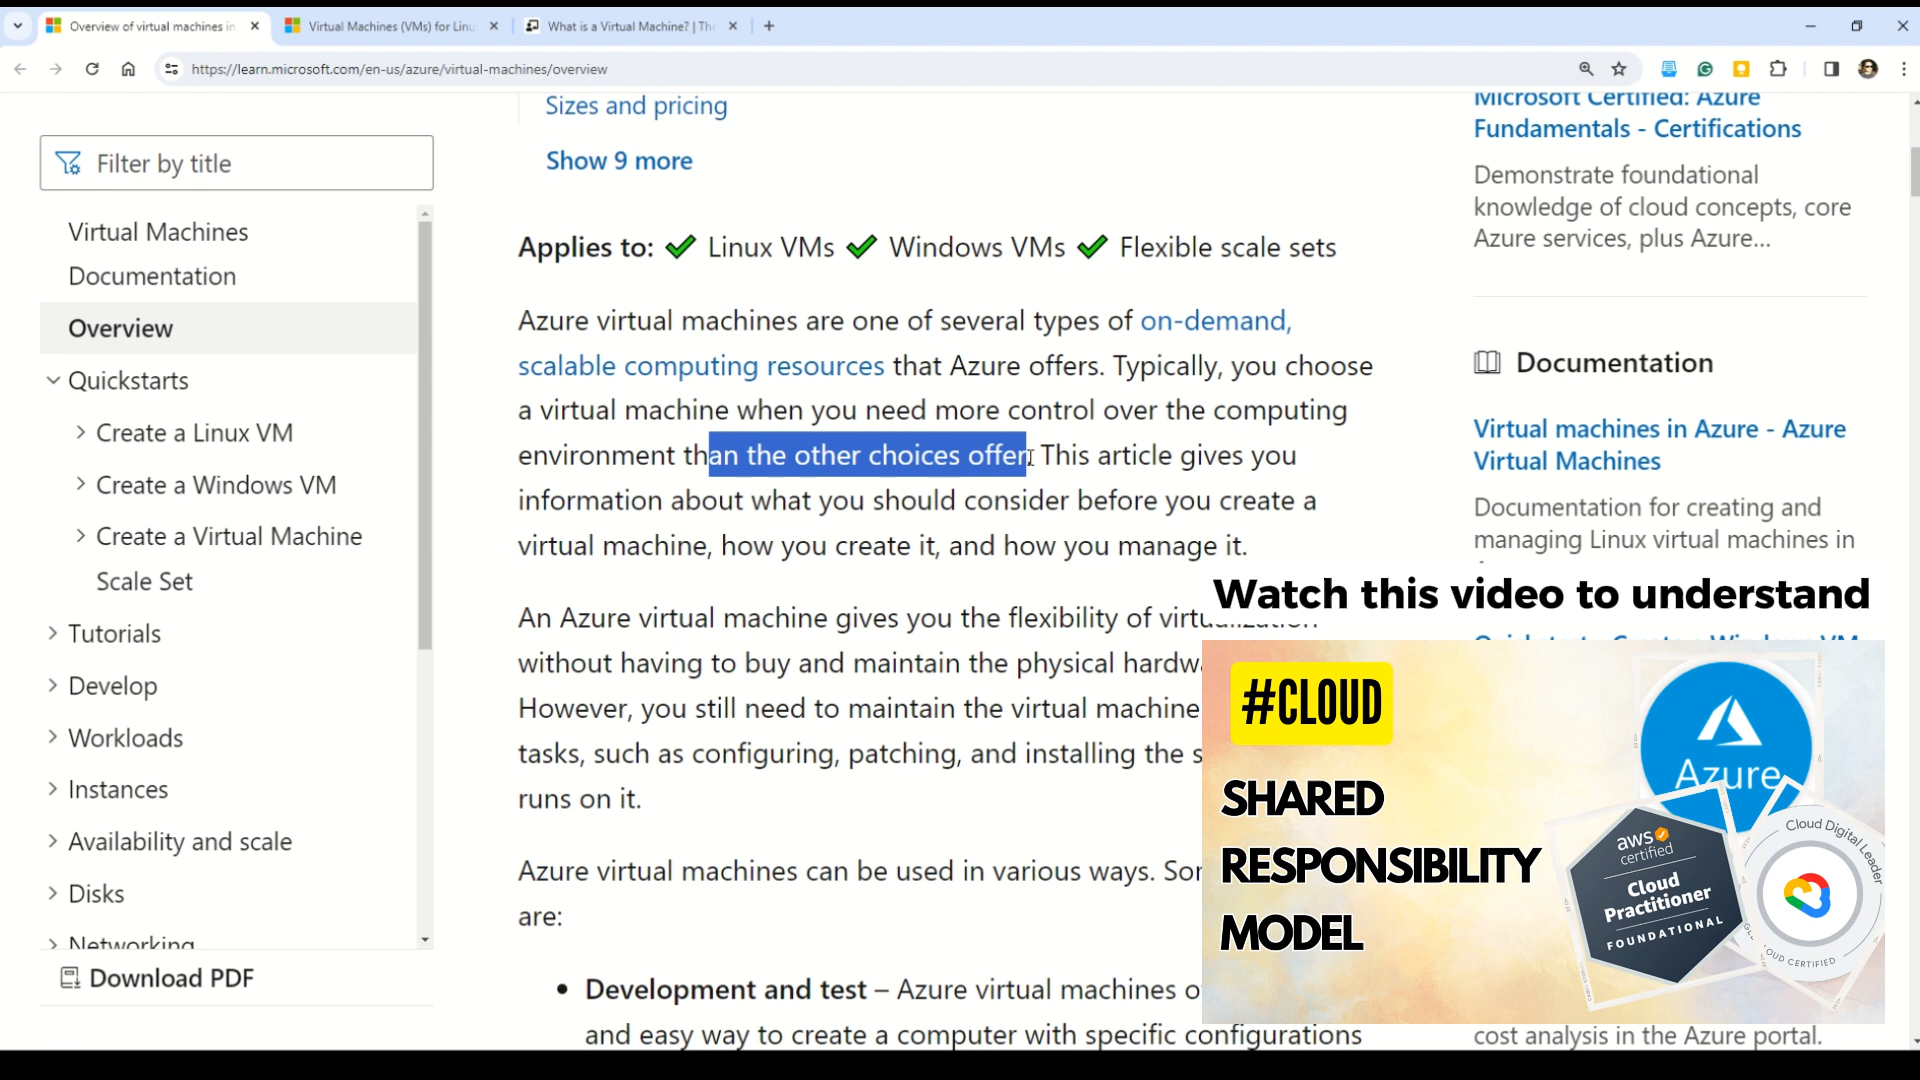 Overview of virtual machines in
Virtual Machines (VMs) for Linu
What is a Virtual Machine? | Th
https://learn.microsoft.com/en-us/azure/virtual-machines/overview
Filter by title
Virtual Machines
Documentation
Overview
Quickstarts
Create a Linux VM
Create a Windows VM
Create a Virtual Machine
Scale Set
Tutorials
Develop
Workloads
Instances
Availability and scale
Disks
Networking
Download PDF
Sizes and pricing
Show 9 more
Applies to: ✔ Linux VMs ✔ Windows VMs ✔ Flexible scale sets
Azure virtual machines are one of several types of on-demand,
scalable computing resources that Azure offers. Typically, you choose
a virtual machine when you need more control over the computing
environment than the other choices offer. This article gives you
information about what you should consider before you create a
virtual machine, how you create it, and how you manage it.
An Azure virtual machine gives you the flexibility of virtualization
without having to buy and maintain the physical hardw
However, you still need to maintain the virtual machine
tasks, such as configuring, patching, and installing the s
runs on it.
Azure virtual machines can be used in various ways. Sor
are:
• Development and test – Azure virtual machines o
and easy way to create a computer with specific configurations
Microsoft Certified: Azure
Fundamentals - Certifications
Demonstrate foundational
knowledge of cloud concepts, core
Azure services, plus Azure...
Documentation
Virtual machines in Azure - Azure
Virtual Machines
Documentation for creating and
managing Linux virtual machines in
Watch this video to understand
#CLOUD
SHARED
RESPONSIBILITY
MODEL
Azure
aws
certified
Cloud
Practitioner
FOUNDATIONAL
Cloud Digital Leader
CERTIFIED
cost analysis in the Azure portal.